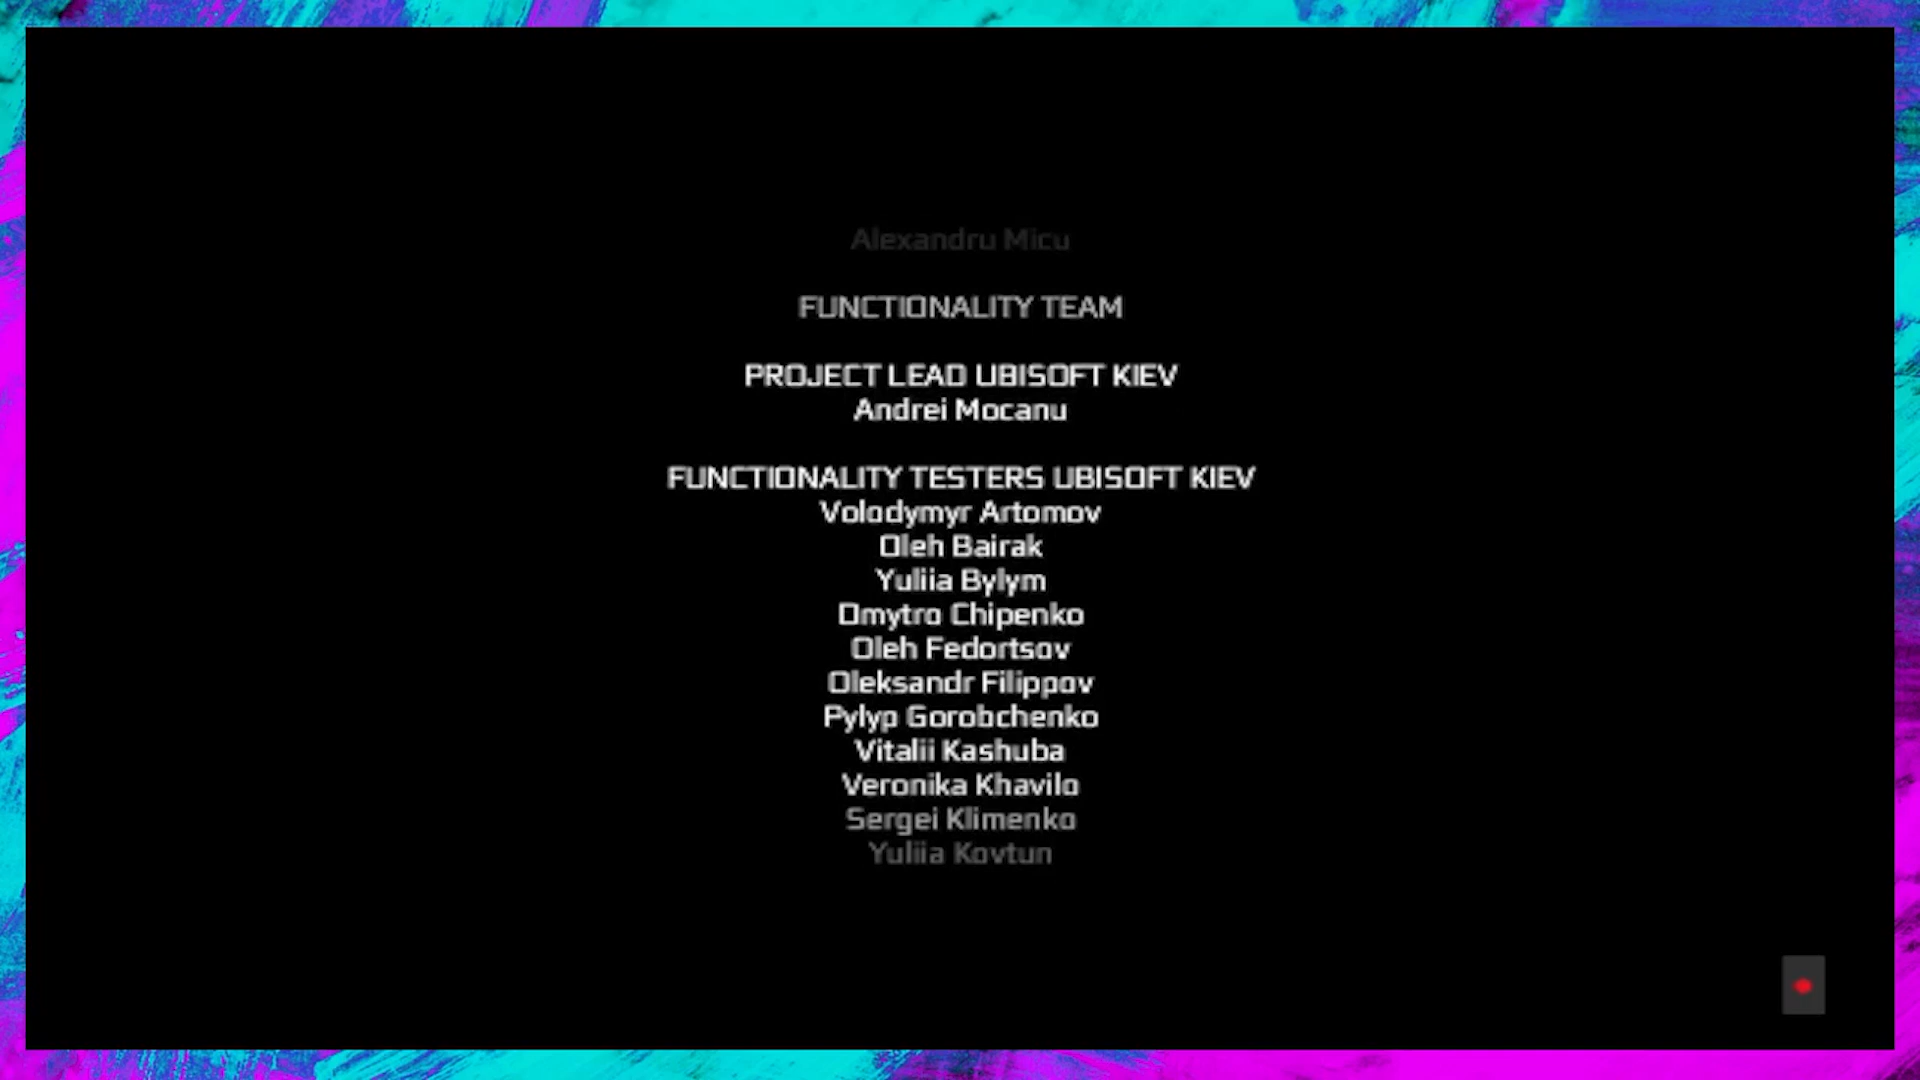 Alexandru Micu
FUNCTIONALITY TEAM
PROJECT LEAD UBISOFT KIEV
Andrei Mocanu
FUNCTIONALITY TESTERS UBISOFT KIEV
Volodymyr Artomov
Oleh Bairak
Yuliia Bylym
Dmytro Chipenko
Oleh Fedortsov
Oleksandr Filippov
Pylyp Gorobchenko
Vitalii Kashuba
Veronika Khavilo
Sergei Klimenko
Yuliia Kovtun